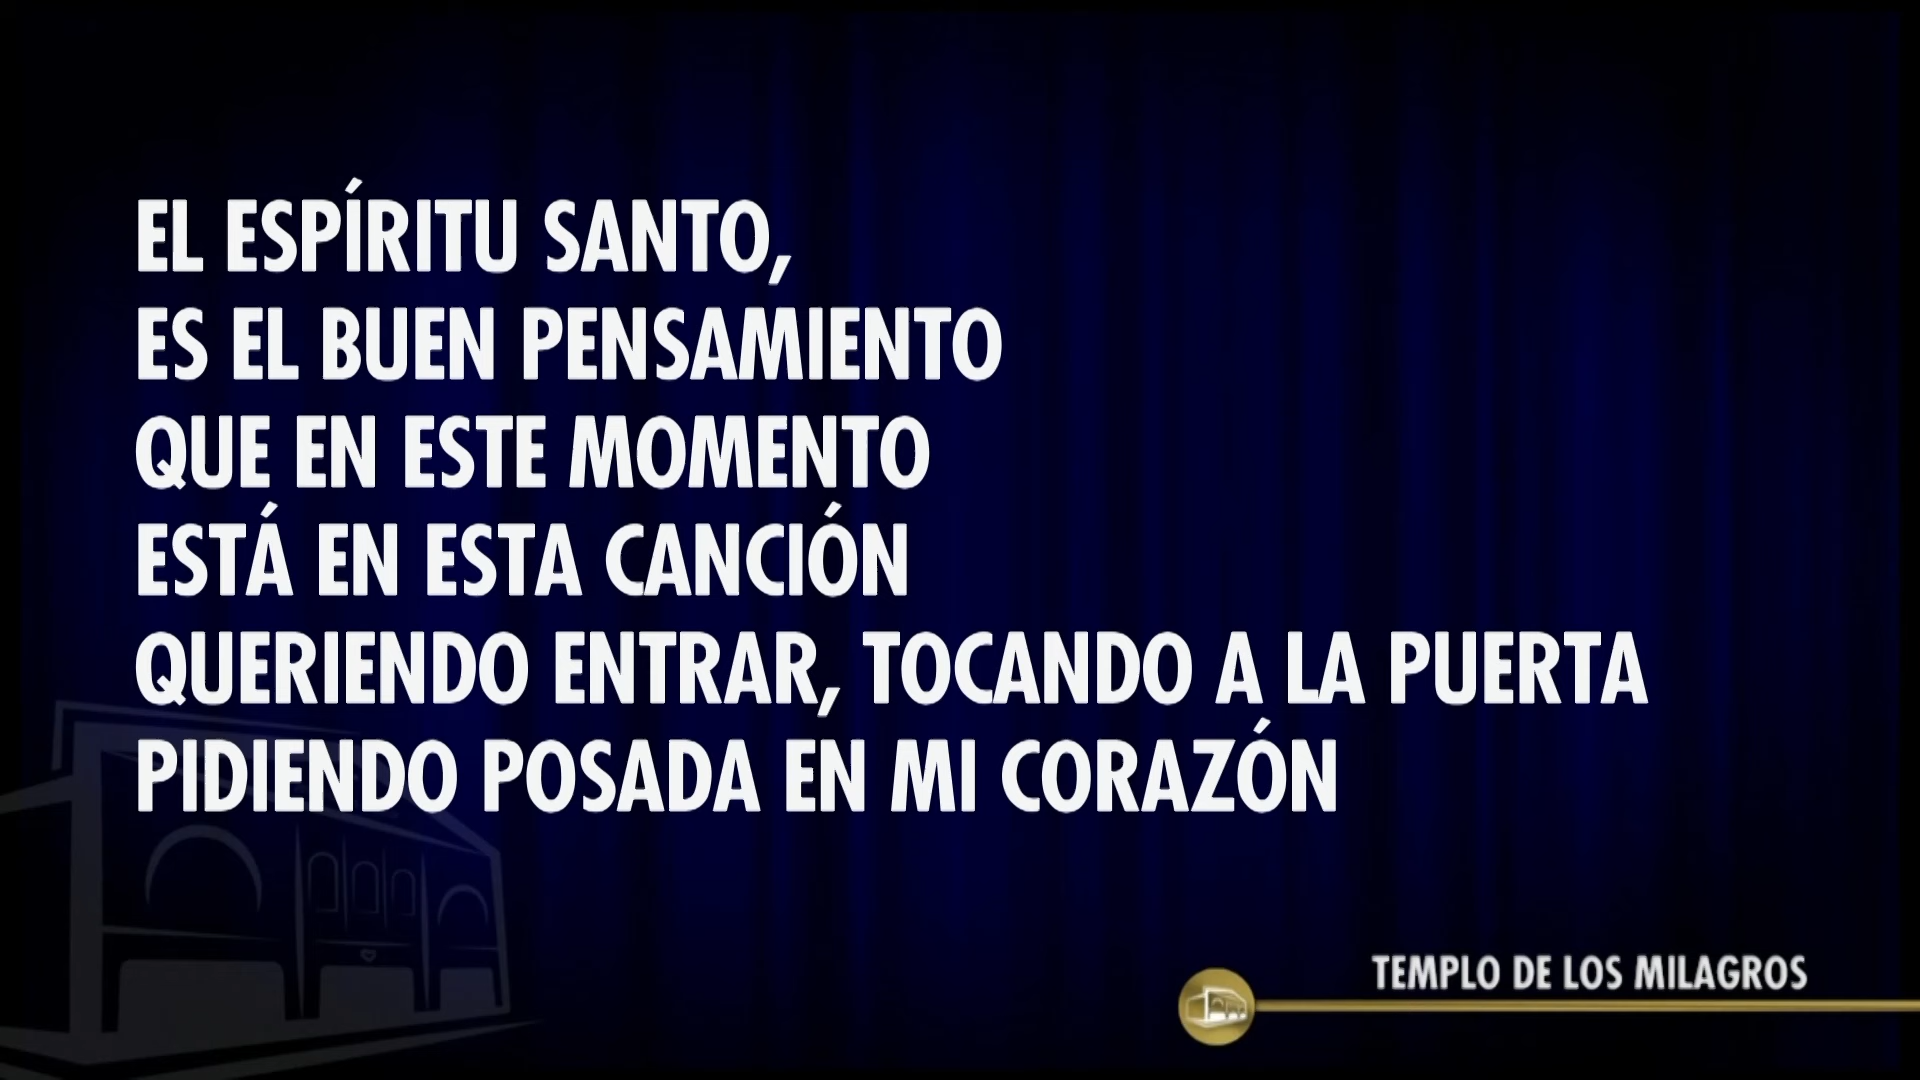 EL ESPÍRITU SANTO,
ES EL BUEN PENSAMIENTO
QUE EN ESTE MOMENTO
ESTÁ EN ESTA CANCIÓN
QUERIENDO ENTRAR, TOCANDO A LA PUERTA
PIDIENDO POSADA EN MI CORAZÓN
TEMPLO DE LOS MILAGROS